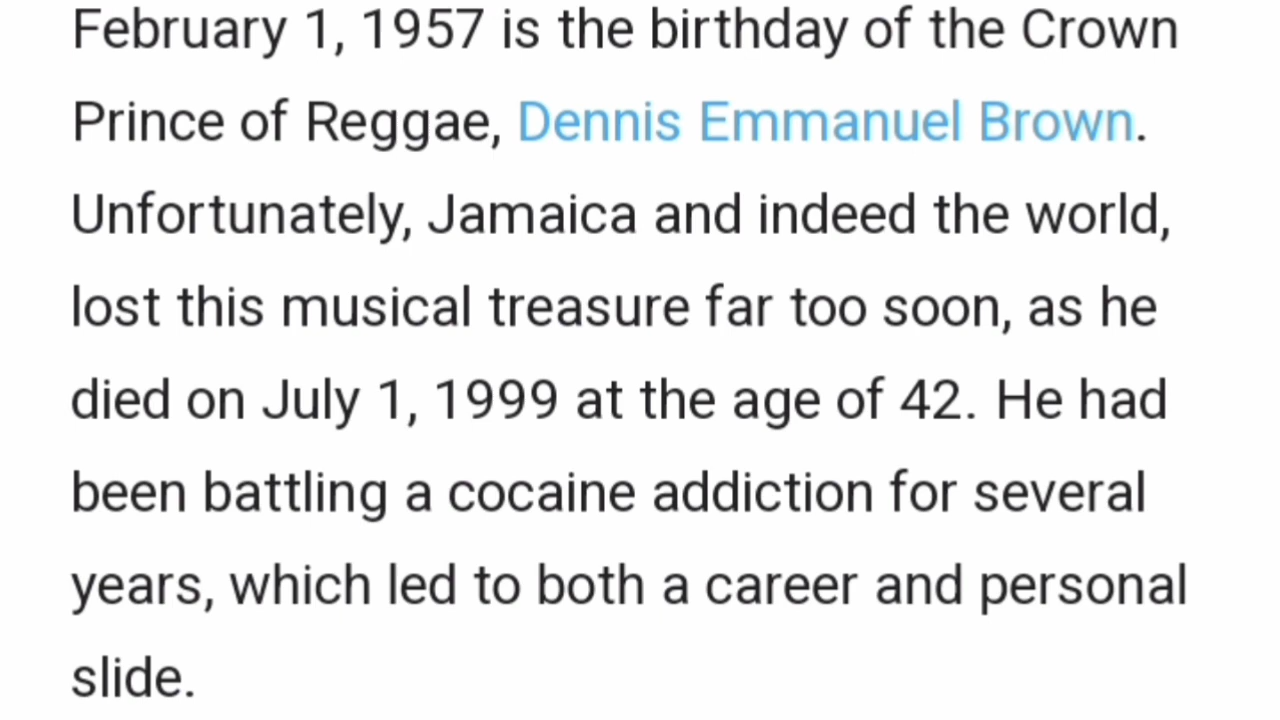 February 1, 1957 is the birthday of the Crown
Prince of Reggae, Dennis Emmanuel Brown.
Unfortunately, Jamaica and indeed the world,
lost this musical treasure far too soon, as he
died on July 1, 1999 at the age of 42. He had
been battling a cocaine addiction for several
years, which led to both a career and personal
slide.